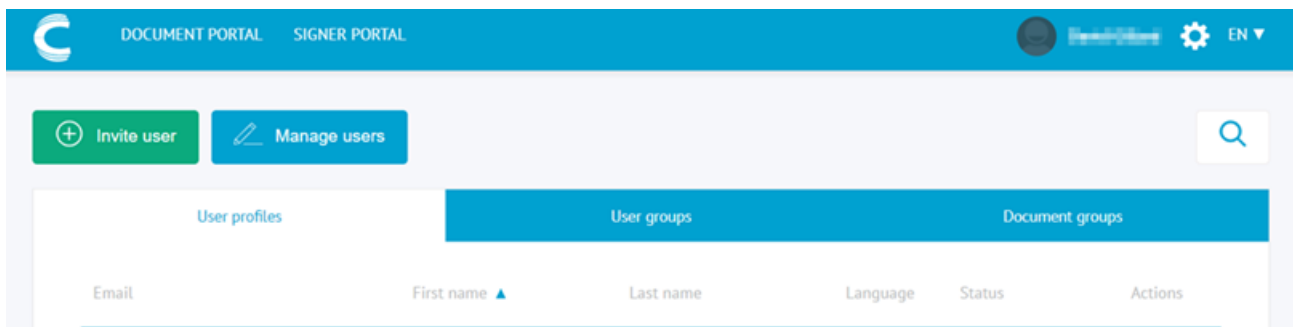 DOCUMENT PORTAL SIGNER PORTAL EN
Invite user Manage users
User profiles User groups Document groups
Email First name Last name Language Status Actions